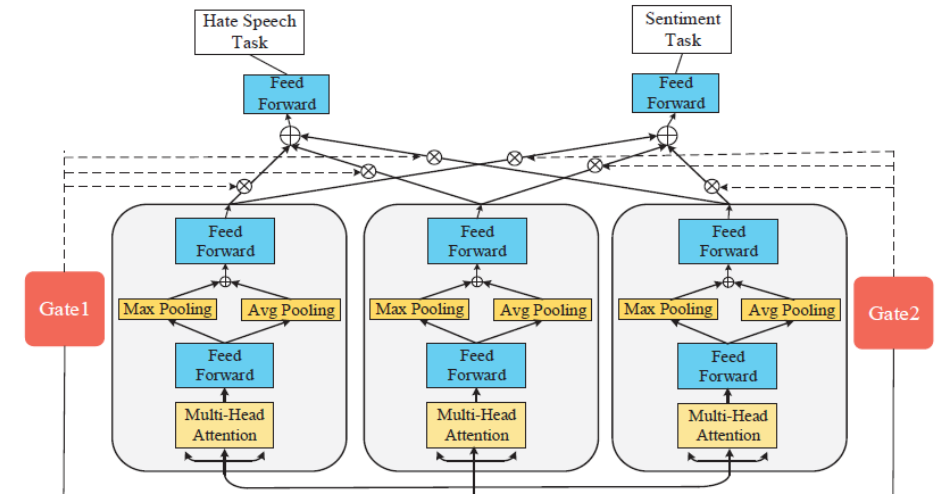 Hate Speech
Task
Sentiment
Task
Feed
Forward
Feed
Forward
Feed
Forward
Feed
Forward
Feed
Forward
Gate1
Max Pooling
Avg Pooling
Max Pooling
Avg Pooling
Max Pooling
Avg Pooling
Gate2
Feed
Forward
Feed
Forward
Feed
Forward
Multi-Head
Attention
Multi-Head
Attention
Multi-Head
Attention